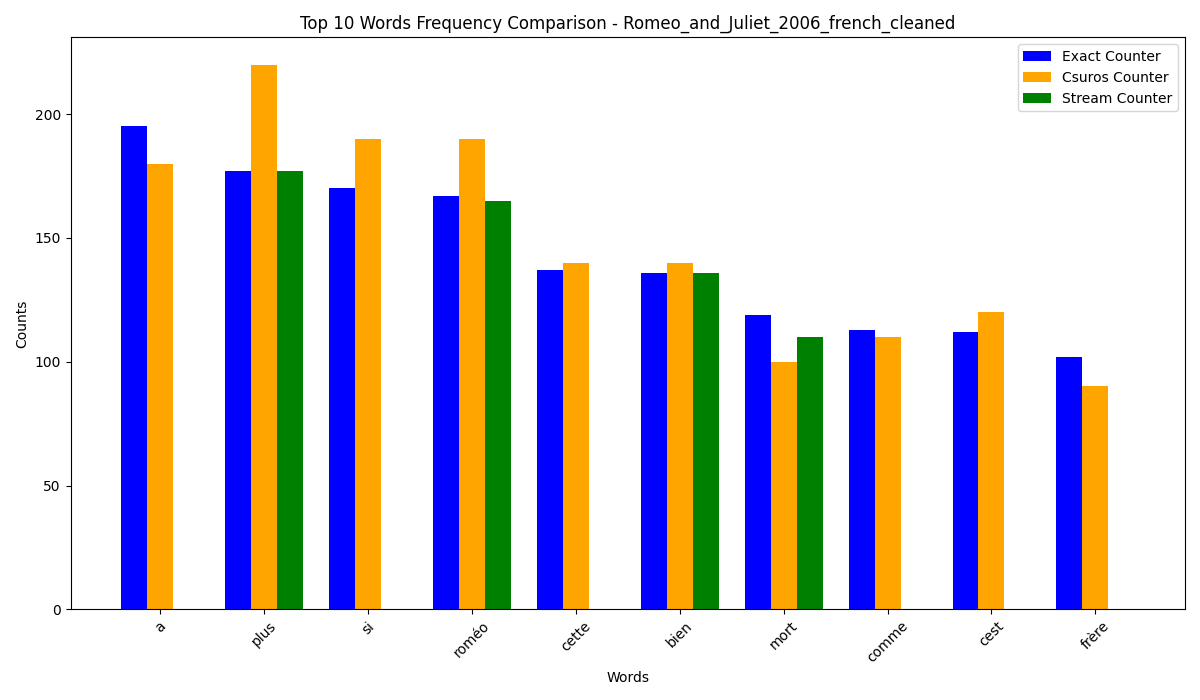 Top 10 Words Frequency Comparison - Romeo_and_Juliet_2006_french_cleaned
Exact Counter
Csuros Counter
Stream Counter
Counts
200
150
100
50
0
a
plus
si
roméo
cette
bien
mort
comme
cest
frère
Words